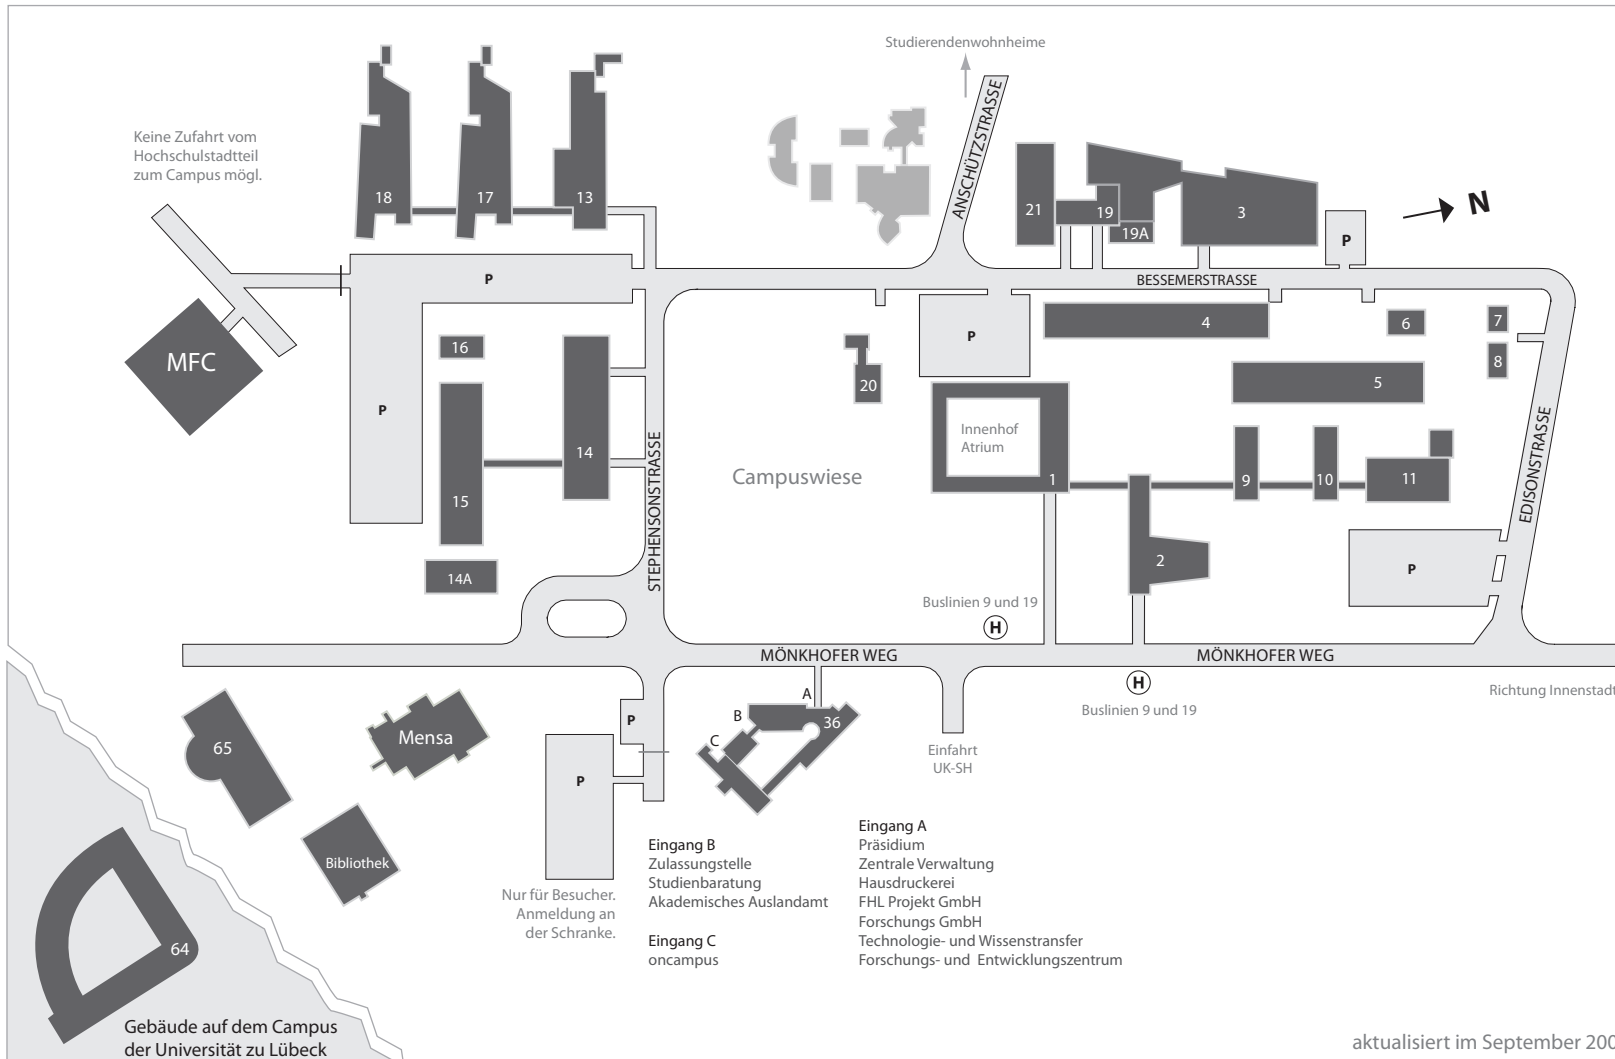 Studierendenwohnheime
Keine Zufahrt vom
Hochschulstadtteil
zum Campus mögl.
ANSCHÜTZSTRASSE
18
17
13
21
19
19A
3
P
N
P
BESSEMERSTRASSE
MFC
16
P
4
6
7
8
20
5
P
14
15
STEPHENSONSTRASSE
Campuswiese
Innenhof
Atrium
1
9
10
11
EDISONSTRASSE
14A
2
P
Buslinien 9 und 19
H
MÖNKHOFER WEG
MÖNKHOFER WEG
H
Buslinien 9 und 19
Richtung Innenstadt
A
B
C
36
P
65
Mensa
Einfahrt
UK-SH
P
Bibliothek
Nur für Besucher.
Anmeldung an
der Schranke.
Eingang B
Zulassungstelle
Studienbaratung
Akademisches Auslandamt
Eingang C
oncampus
Eingang A
Präsidium
Zentrale Verwaltung
Hausdruckerei
FHL Projekt GmbH
Forschungs GmbH
Technologie- und Wissenstransfer
Forschungs- und Entwicklungszentrum
64
Gebäude auf dem Campus
der Universität zu Lübeck
aktualisiert im September 200